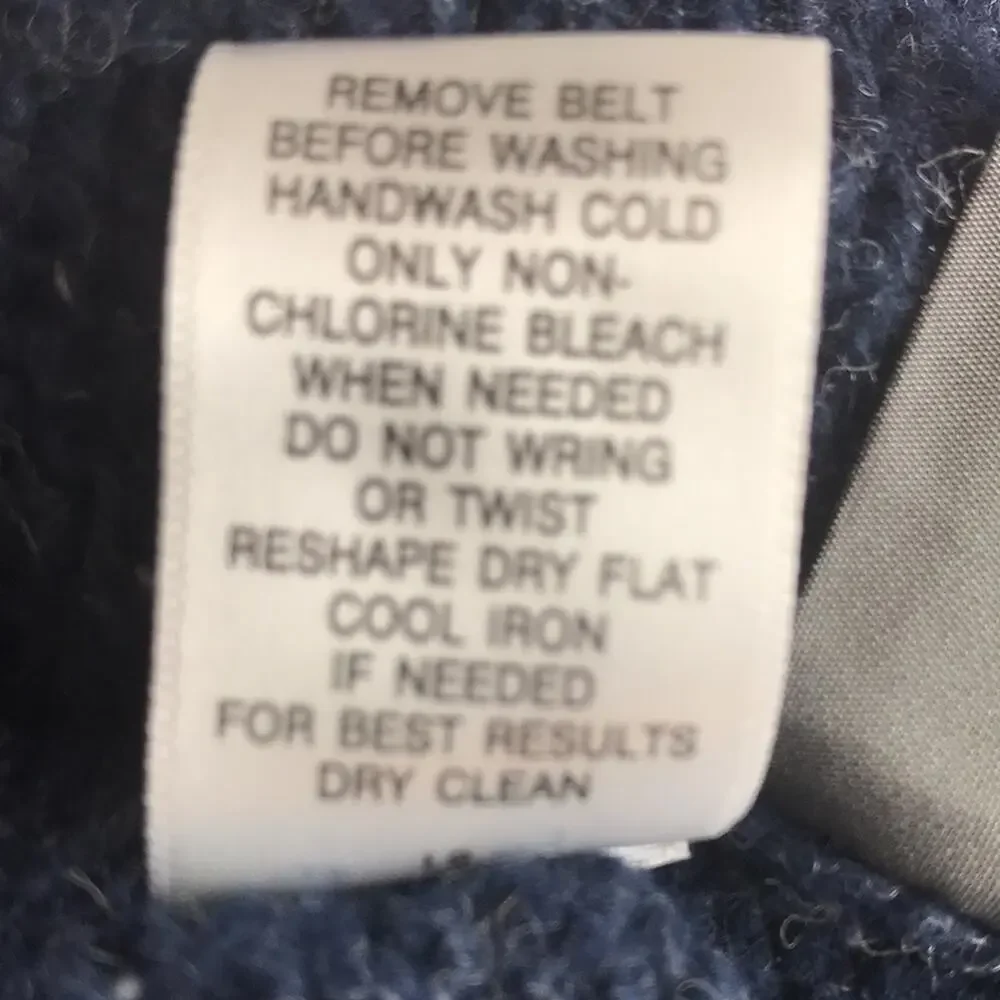 REMOVE BELT
BEFORE WASHING
HANDWASH COLD
ONLY NON-
CHLORINE BLEACH
WHEN NEEDED
DO NOT WRING
OR TWIST
RESHAPE DRY FLAT
COOL IRON
IF NEEDED
FOR BEST RESULTS
DRY CLEAN